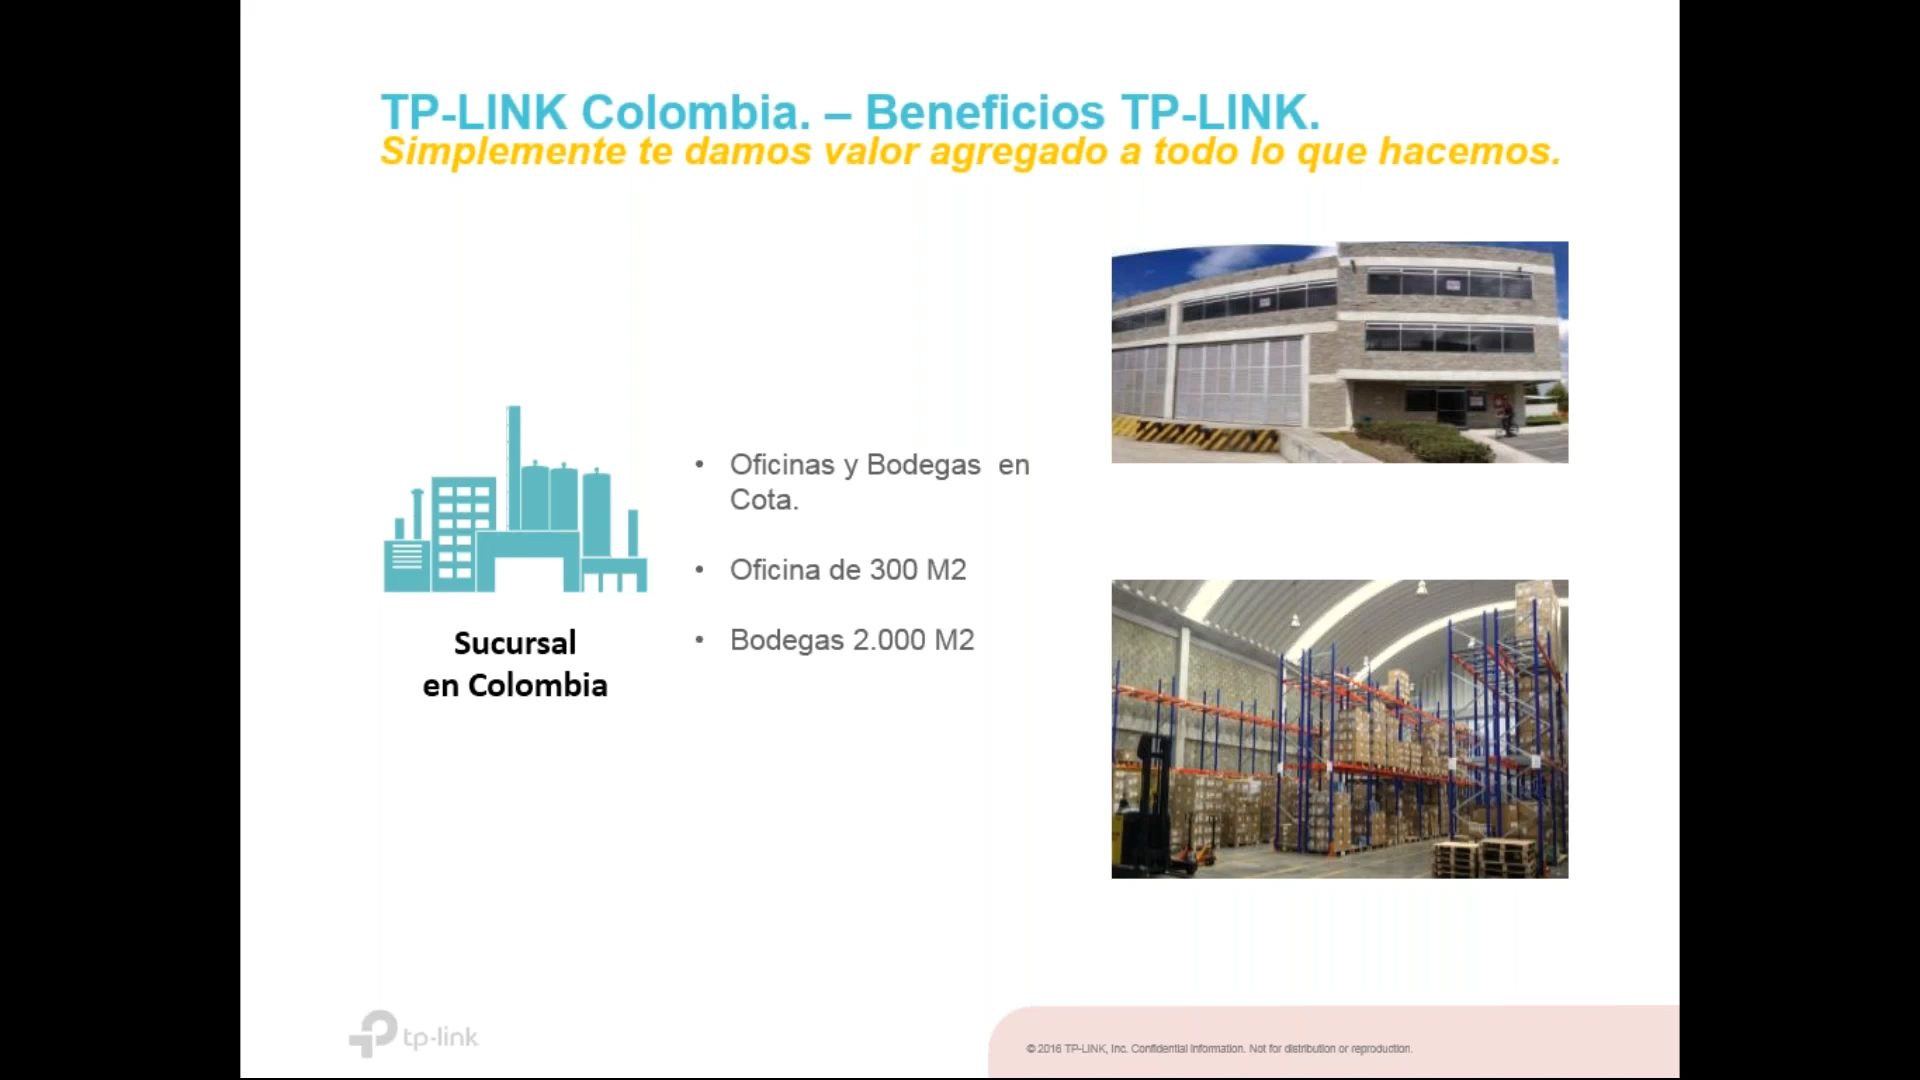 TP-LINK Colombia. – Beneficios TP-LINK.
Simplemente te damos valor agregado a todo lo que hacemos.
Sucursal
en Colombia
• Oficinas y Bodegas en
Cota.
• Oficina de 300 M2
• Bodegas 2.000 M2
tp-link
© 2016 TP-LINK, Inc. Confidential Information. Not for distribution or reproduction.